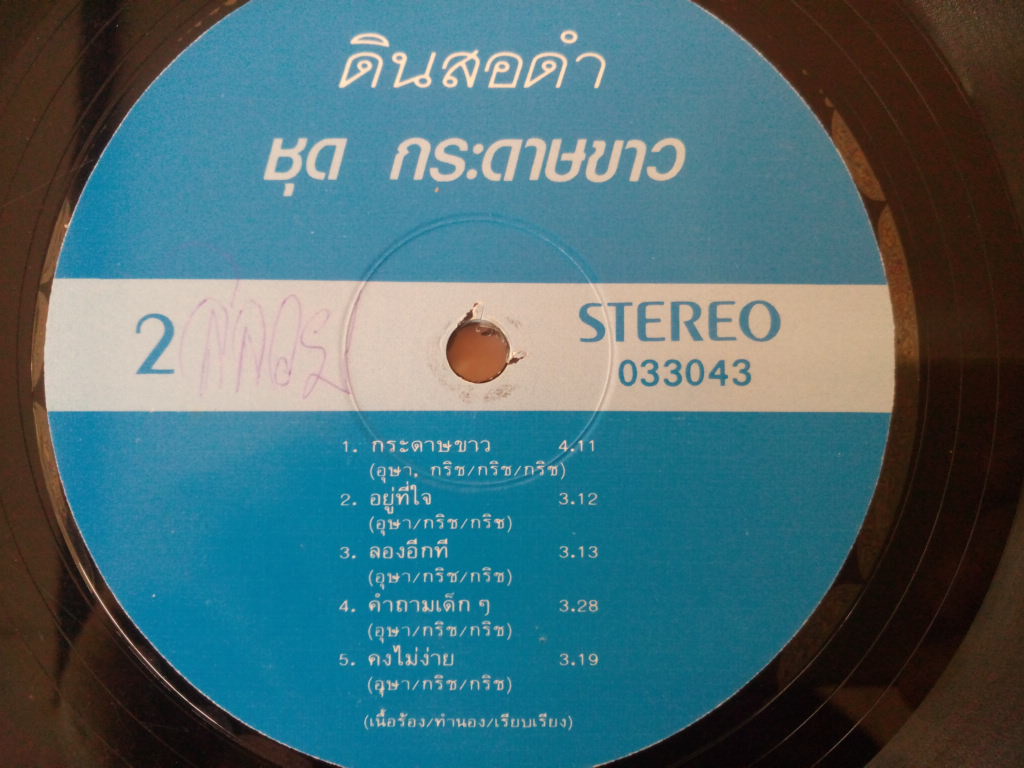 ดินสอดำ
ชุด กระดาษขาว
2
STEREO
033043
1. กระดาษขาว 4.11
(อุษา, กริช/กริช/กริช)
2. อยู่ที่ใจ 3.12
(อุษา/กริช/กริช)
3. ลองอีกที 3.13
(อุษา/กริช/กริช)
4. คำถามเด็ก ๆ 3.28
(อุษา/กริช/กริช)
5. คงไม่ง่าย 3.19
(อุษา/กริช/กริช)
(เนื้อร้อง/ทำนอง/เรียบเรียง)